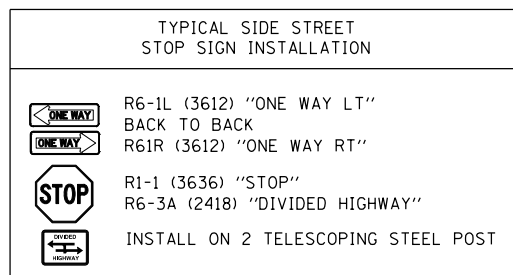 TYPICAL SIDE STREET
STOP SIGN INSTALLATION
ONE WAY
R6-1L (3612) "ONE WAY LT"
BACK TO BACK
ONE WAY
R61R (3612) "ONE WAY RT"
STOP
R1-1 (3636) "STOP"
R6-3A (2418) "DIVIDED HIGHWAY"
DIVIDED
HIGHWAY
INSTALL ON 2 TELESCOPING STEEL POST